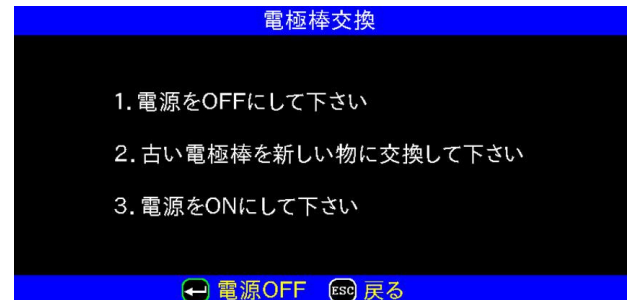 電極棒交換
1. 電源をOFFにして下さい
2. 古い電極棒を新しい物に交換して下さい
3. 電源をONにして下さい
電源OFF ESC 戻る